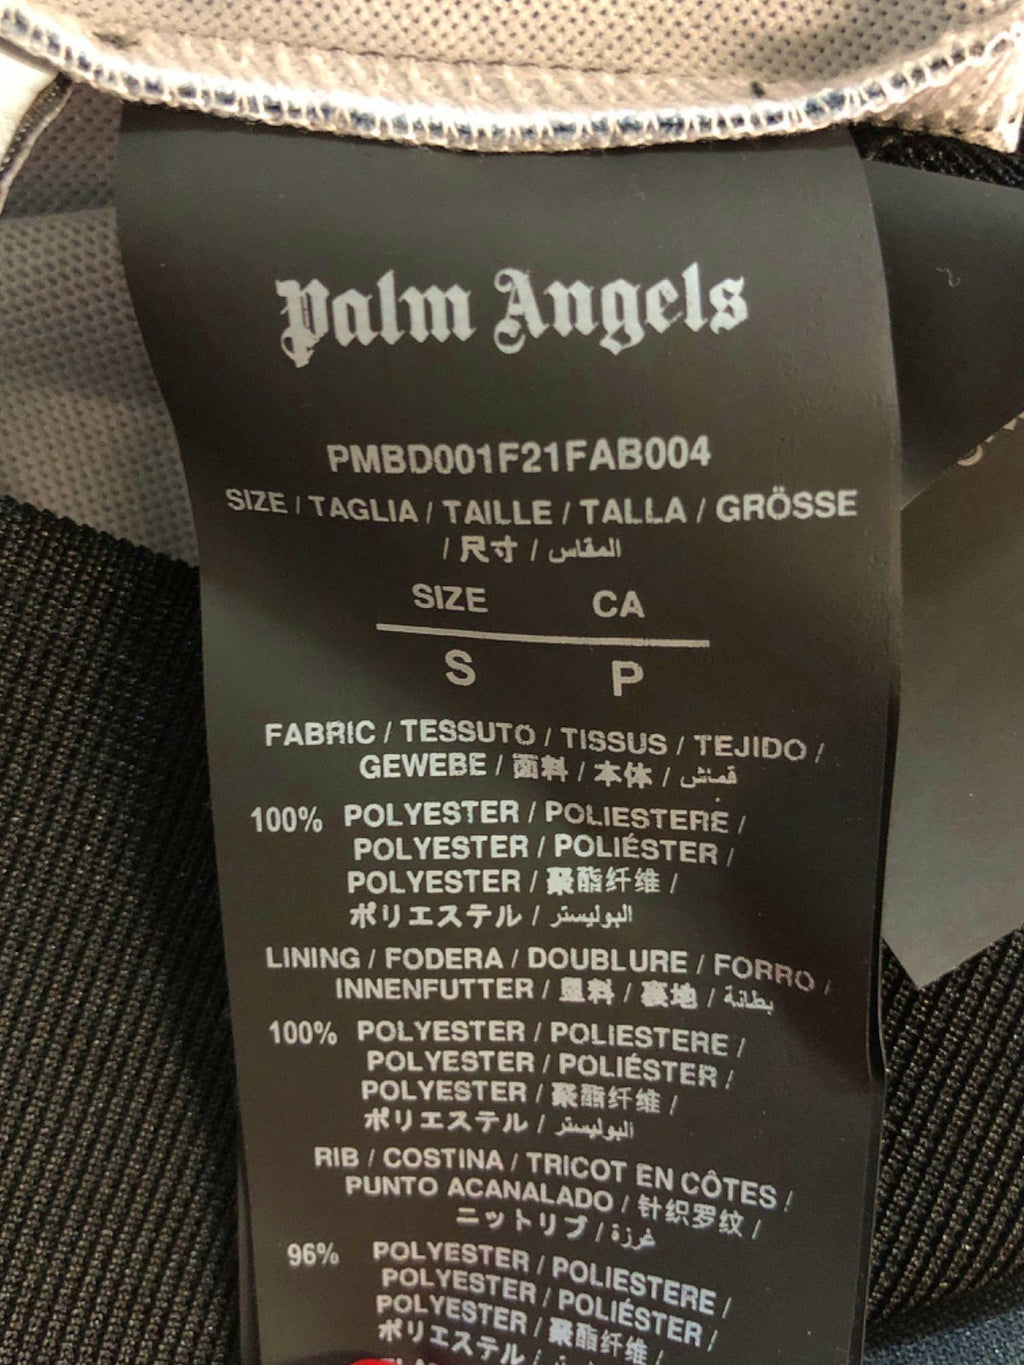 Palm Angels
PMBD001F21FAB004
SIZE / TAGLIA / TAILLE / TALLA / GRÖSSE
/ 尺寸 / المقاس
SIZE CA
S P
FABRIC / TESSUTO / TISSUS / TEJIDO /
GEWEBE / 面料 / 本体 / قماش
100% POLYESTER / POLIESTERE /
POLYESTER / POLIÉSTER /
POLYESTER / 聚酯纤维 /
ポリエステル / البوليستر
LINING / FODERA / DOUBLURE / FORRO /
INNENFUTTER / 里料 / 裏地 / بطانة
100% POLYESTER / POLIESTERE /
POLYESTER / POLIÉSTER /
POLYESTER / 聚酯纤维 /
ポリエステル / البوليستر
RIB / COSTINA / TRICOT EN CÔTES /
PUNTO ACANALADO / 针织罗纹 /
ニットリブ / غرزة
96% POLYESTER / POLIESTERE /
POLYESTER / POLIÉSTER /
POLYESTER / 聚酯纤维 /
ポリエステル /